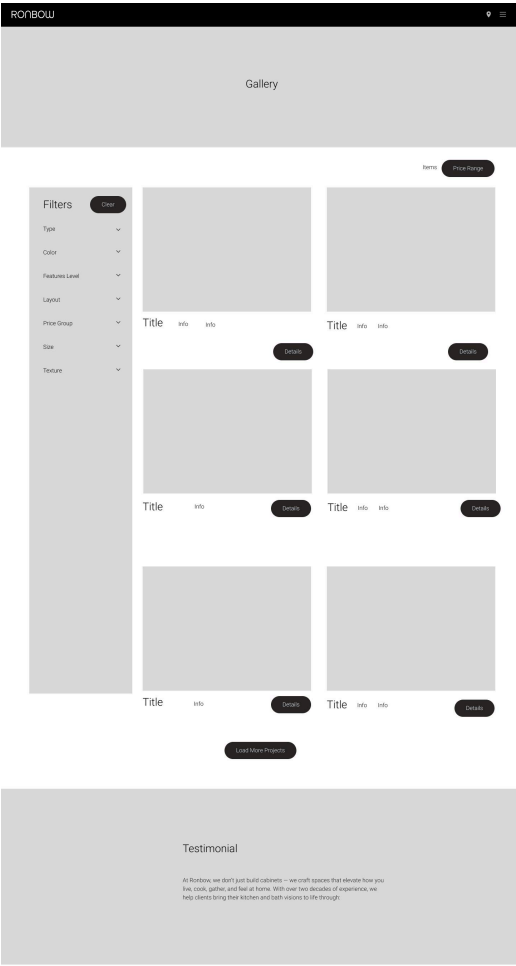 RONBOW
Gallery
Items Price Range
Filters Clear
Type
Color
Features Level
Layout
Price Group
Size
Texture
Title Info Info
Details
Title Info Info
Details
Title Info Details
Title Info Info Details
Title Info Details
Title Info Info Details
Load More Projects
Testimonial
At Ronbow, we don't just build cabinets — we craft spaces that elevate how you
live, cook, gather, and feel at home. With over two decades of experience, we
help clients bring their kitchen and bath visions to life through: